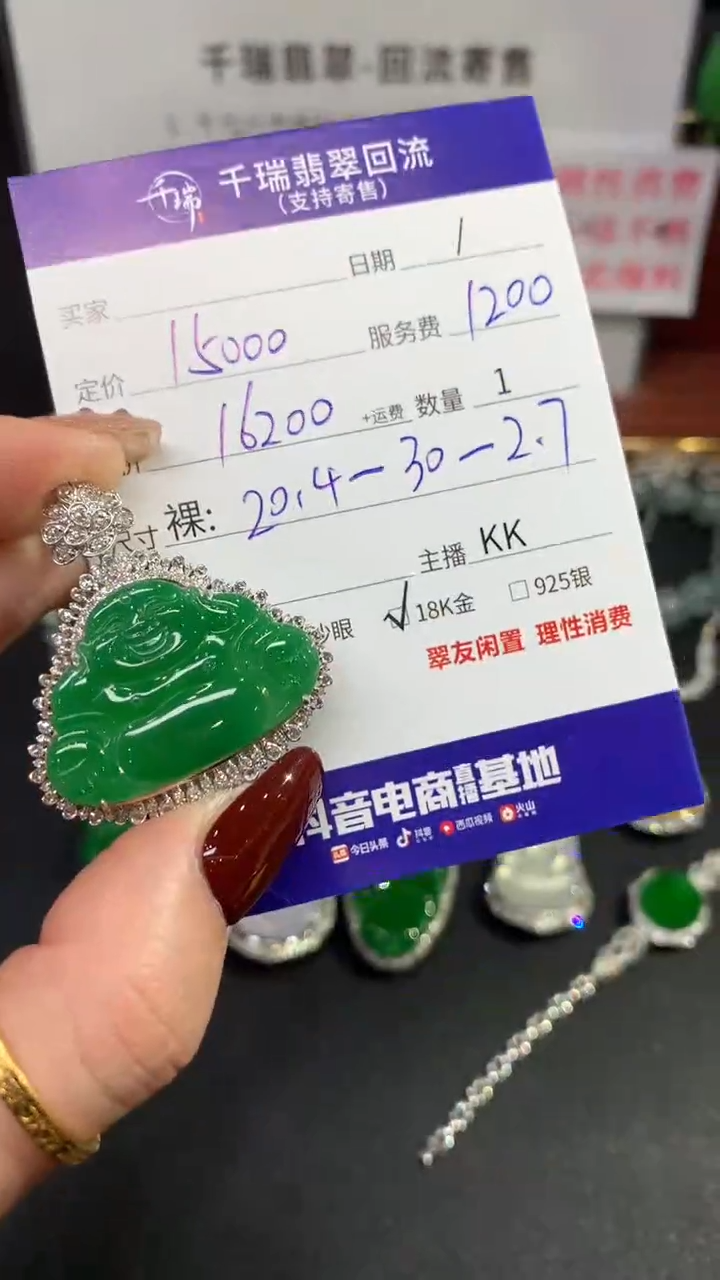 千瑞翡翠-回流寄售
千瑞
千瑞翡翠回流
(支持寄售)
买家 日期 /
定价 15000 服务费 1200
16200 +运费 数量 1
尺寸 裸: 20.4-30-2.7
主播 KK
沙眼 ✓ 18K金 □ 925银
翠友闲置 理性消费
抖音电商直播基地
今日头条 抖音 西瓜视频 火山